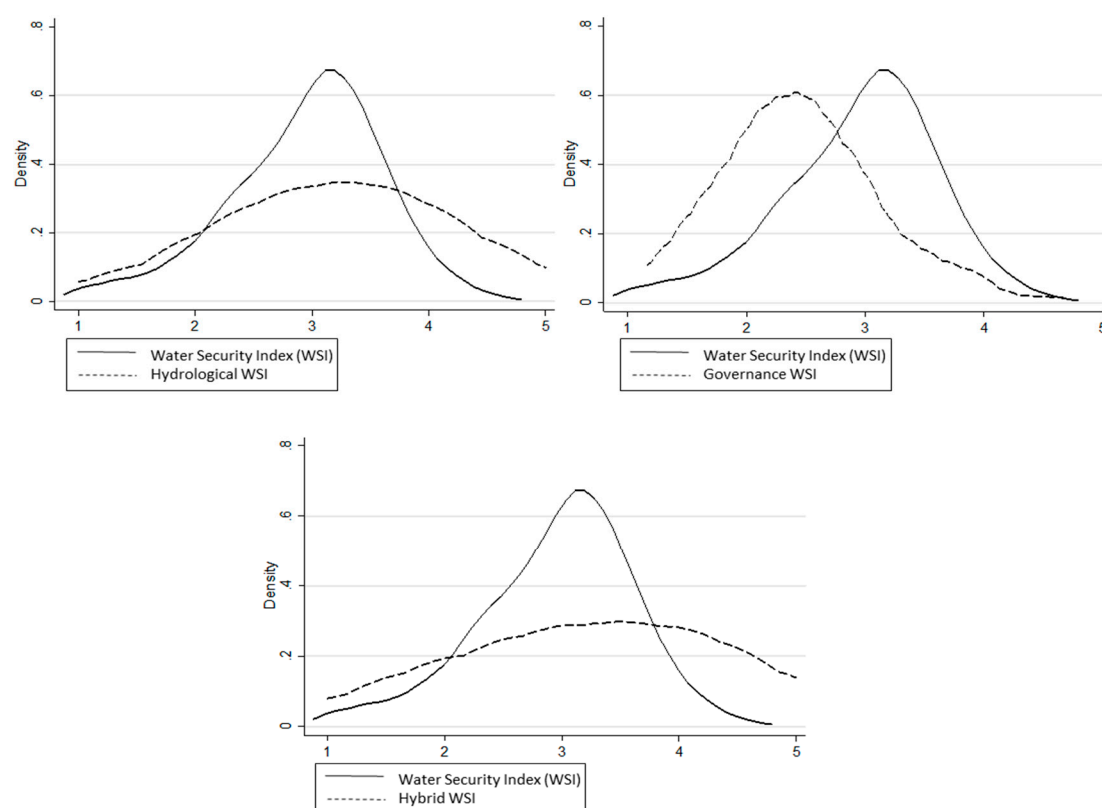 .8
.6
.4
.2
0
Density
1 2 3 4 5
Water Security Index (WSI)
Hydrological WSI
.8
.6
.4
.2
0
Density
1 2 3 4 5
Water Security Index (WSI)
Governance WSI
.8
.6
.4
.2
0
Density
1 2 3 4 5
Water Security Index (WSI)
Hybrid WSI